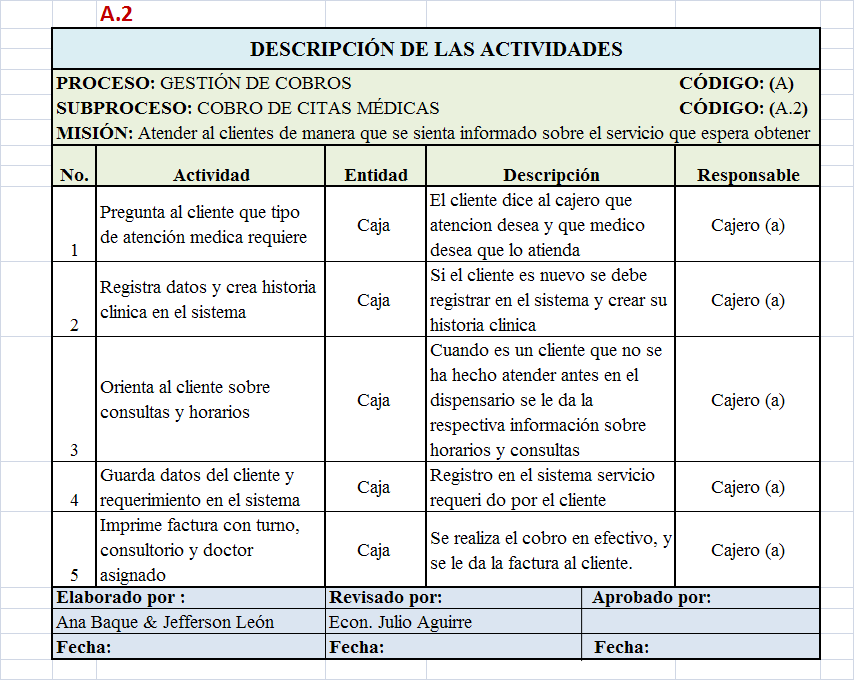 A.2
DESCRIPCIÓN DE LAS ACTIVIDADES
PROCESO: GESTIÓN DE COBROS CÓDIGO: (A)
SUBPROCESO: COBRO DE CITAS MÉDICAS CÓDIGO: (A.2)
MISIÓN: Atender al clientes de manera que se sienta informado sobre el servicio que espera obtener
No. Actividad Entidad Descripción Responsable
1
Pregunta al cliente que tipo
de atención medica requiere
Caja
El cliente dice al cajero que
atencion desea y que medico
desea que lo atienda
Cajero (a)
2
Registra datos y crea historia
clinica en el sistema
Caja
Si el cliente es nuevo se debe
registrar en el sistema y crear su
historia clinica
Cajero (a)
3
Orienta al cliente sobre
consultas y horarios
Caja
Cuando es un cliente que no se
ha hecho atender antes en el
dispensario se le da la
respectiva información sobre
horarios y consultas
Cajero (a)
4
Guarda datos del cliente y
requerimiento en el sistema
Caja
Registro en el sistema servicio
requeri do por el cliente
Cajero (a)
5
Imprime factura con turno,
consultorio y doctor
asignado
Caja
Se realiza el cobro en efectivo, y
se le da la factura al cliente.
Cajero (a)
Elaborado por : Revisado por: Aprobado por:
Ana Baque & Jefferson León Econ. Julio Aguirre
Fecha: Fecha: Fecha: